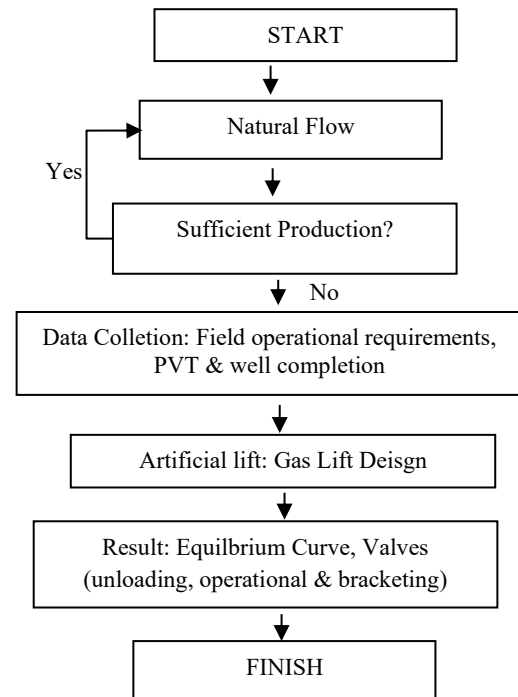 START
Natural Flow
Yes
Sufficient Production?
No
Data Colletion: Field operational requirements,
PVT & well completion
Artificial lift: Gas Lift Deisgn
Result: Equilbrium Curve, Valves
(unloading, operational & bracketing)
FINISH